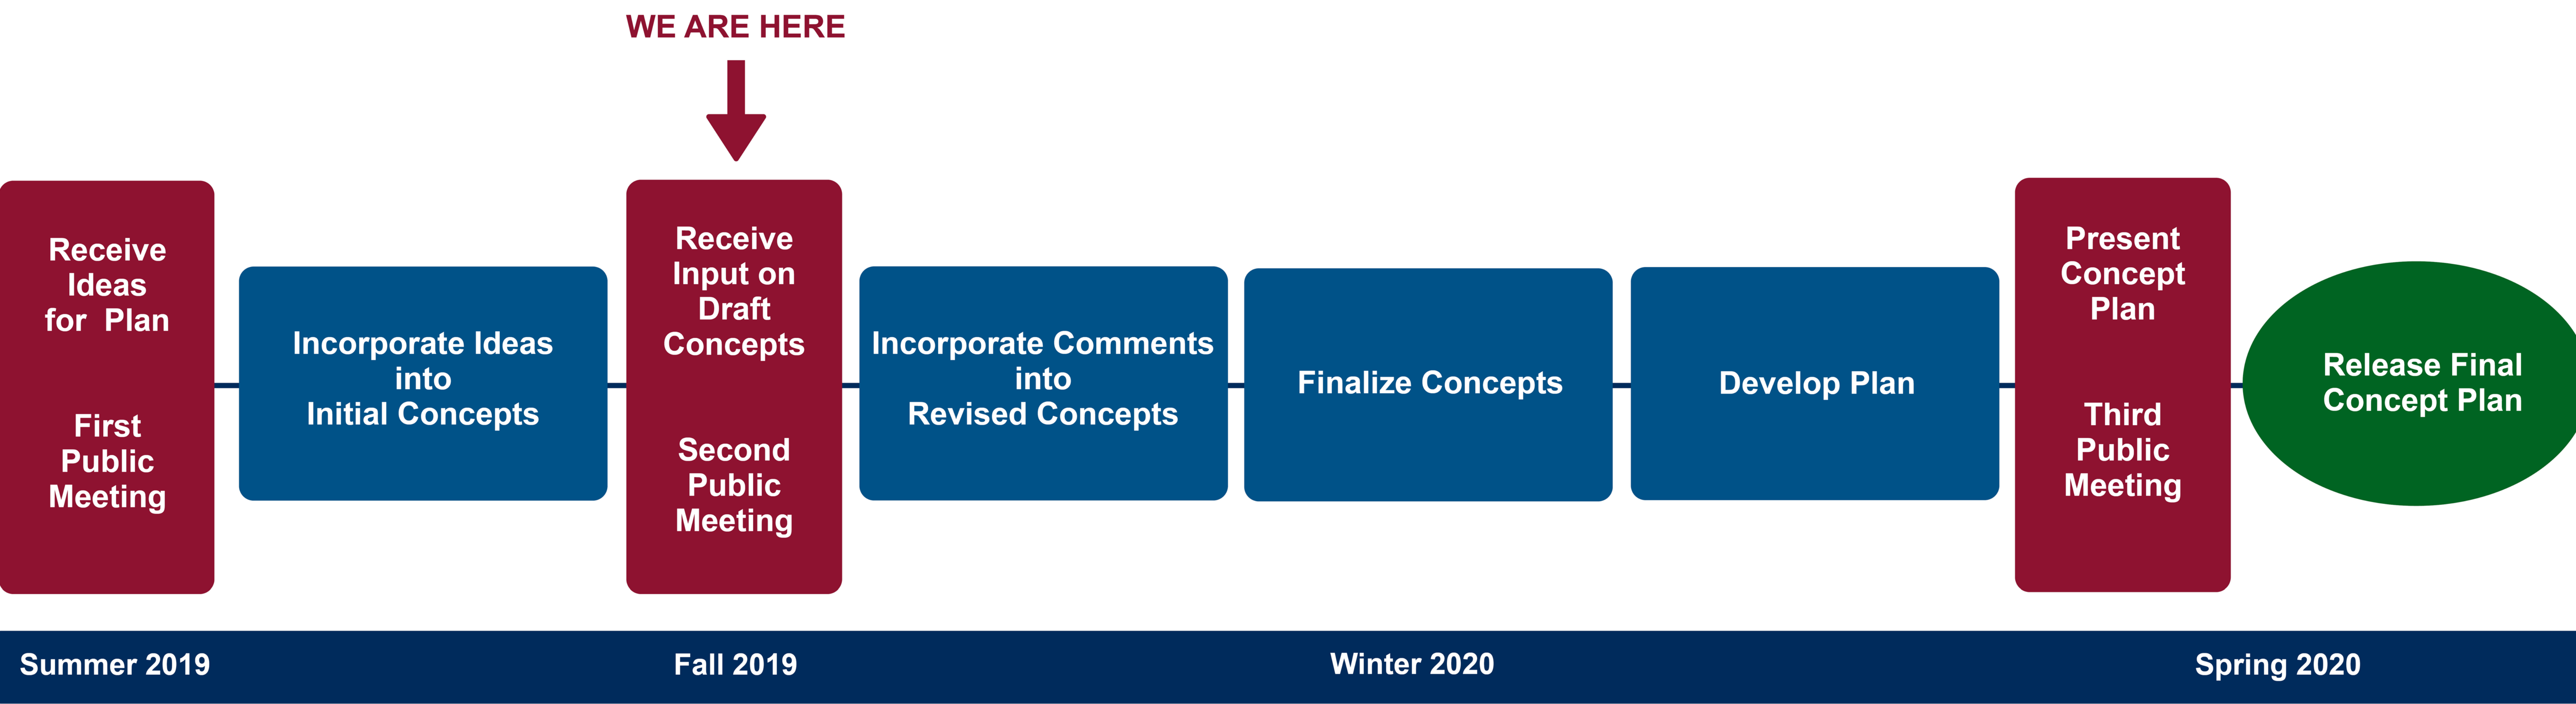 WE ARE HERE
Receive
Ideas
for  Plan
First
Public
Meeting
Incorporate Ideas
into
Initial Concepts
Receive
Input on
Draft
Concepts
Second
Public
Meeting
Incorporate Comments
into
Revised Concepts
Finalize Concepts
Develop Plan
Present
Concept
Plan
Third
Public
Meeting
Release Final
Concept Plan
Summer 2019
Fall 2019
Winter 2020
Spring 2020